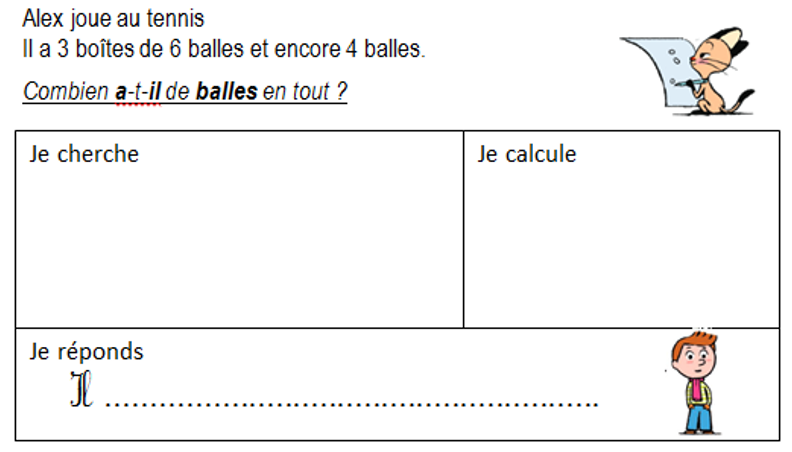 Alex joue au tennis
Il a 3 boîtes de 6 balles et encore 4 balles.
Combien a-t-il de balles en tout ?
Je cherche
Je calcule
Je réponds
Il ……………………………………………………